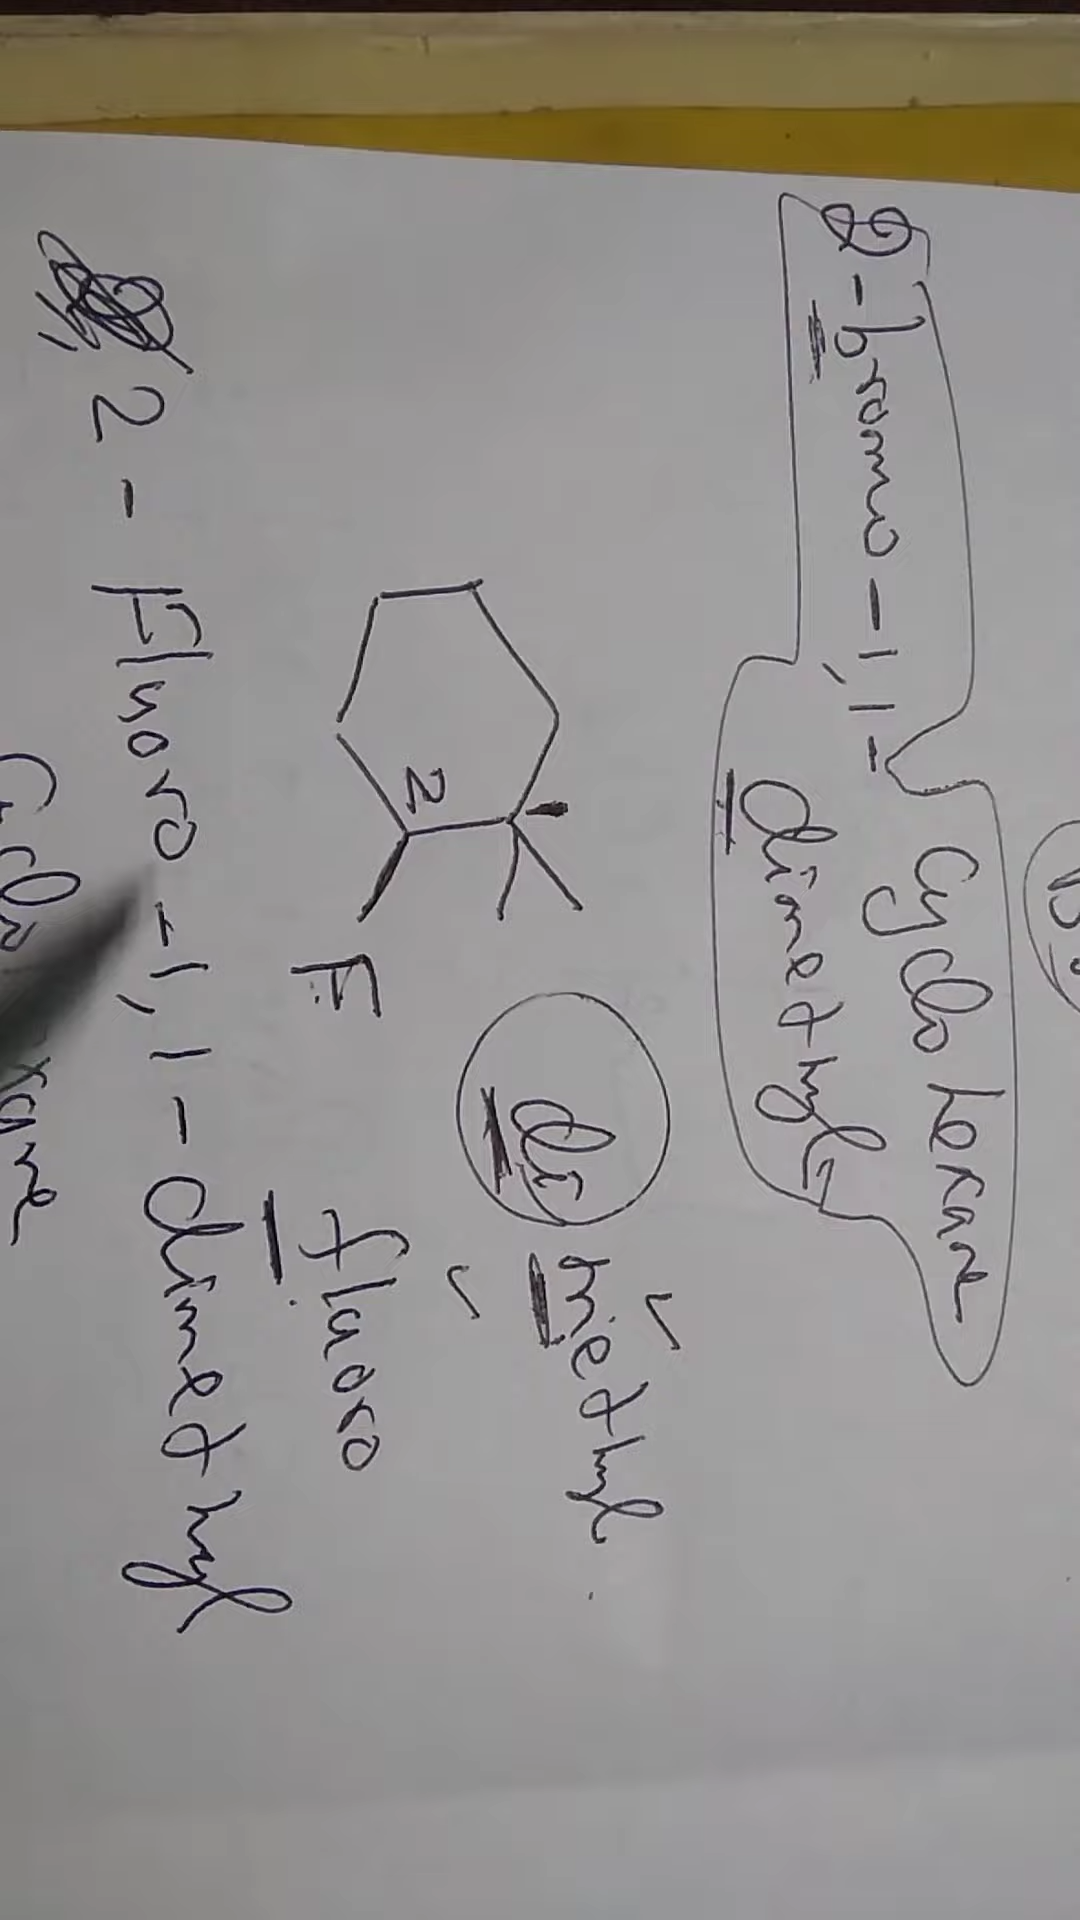 2-bromo-1,1-
dimethyl
cyclohexane
di methyl
2
F
fluoro
2-Fluoro-1,1-dimethyl